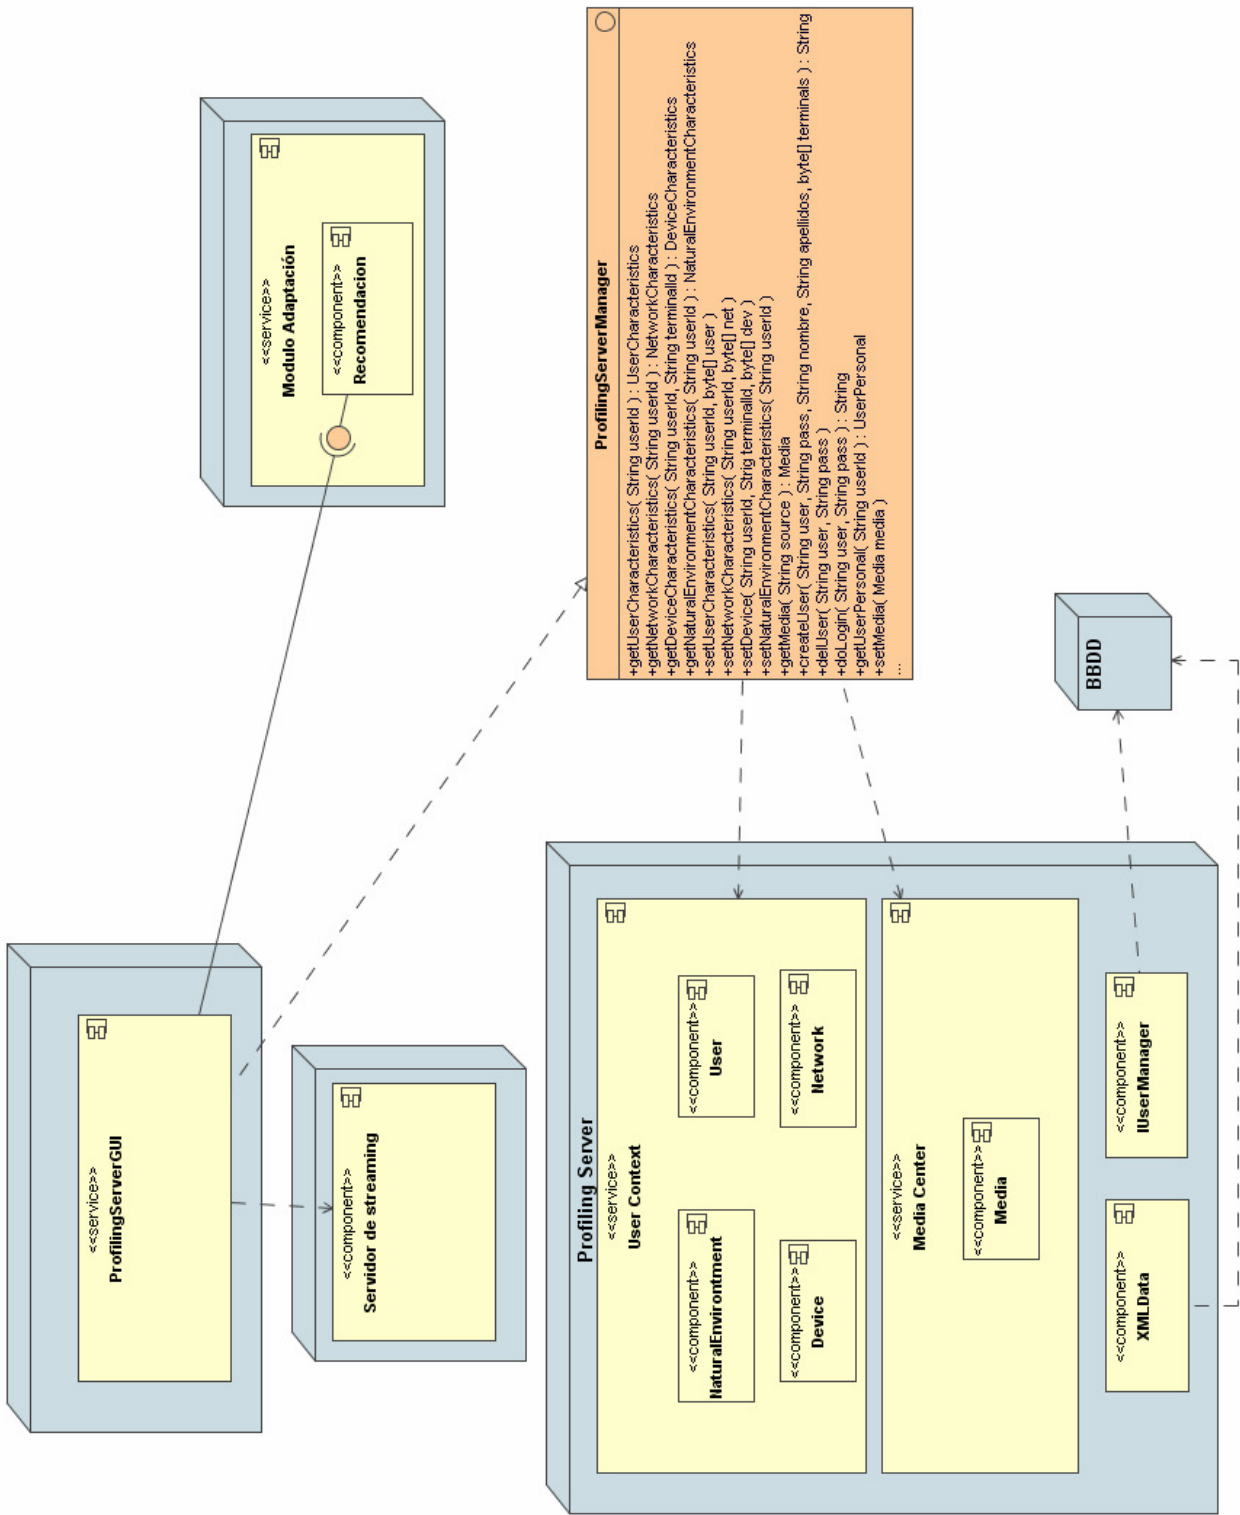 <<service>>
ProfilingServerGUI
<<component>>
Servidor de streaming
<<service>>
Modulo Adaptación
<<component>>
Recomendacion
ProfilingServerManager
+getUserCharacteristics( String userId ) : UserCharacteristics
+getNetworkCharacteristics( String userId ) : NetworkCharacteristics
+getDeviceCharacteristics( String userId, String terminalId ) : DeviceCharacteristics
+getNaturalEnvironmentCharacteristics( String userId ) : NaturalEnvironmentCharacteristics
+setUserCharacteristics( String userId, byte[] user )
+setNetworkCharacteristics( String userId, byte[] net )
+setDevice( String userId, Strig terminalId, byte[] dev )
+setNaturalEnvironmentCharacteristics( String userId )
+getMedia( String source ) : Media
+createUser( String user, String pass, String nombre, String apellidos, byte[] terminals ) : String
+delUser( String user, String pass )
+doLogin( String user, String pass ) : String
+getUserPersonal( String userId ) : UserPersonal
+setMedia( Media media )
...
Profiling Server
<<service>>
User Context
<<component>>
NaturalEnvirontment
<<component>>
User
<<component>>
Device
<<component>>
Network
<<service>>
Media Center
<<component>>
Media
<<component>>
XMLData
<<component>>
IUserManager
BBDD